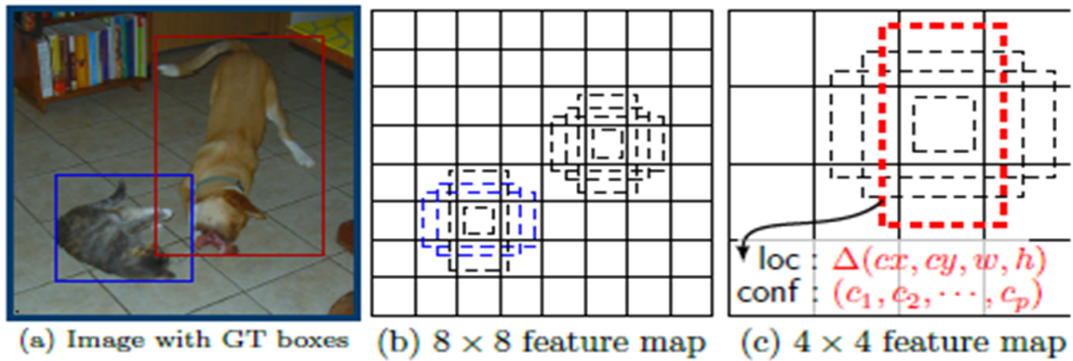 loc : Δ(cx, cy, w, h)
conf : (c₁, c₂, ⋯, cₚ)
(a) Image with GT boxes
(b) 8 × 8 feature map
(c) 4 × 4 feature map